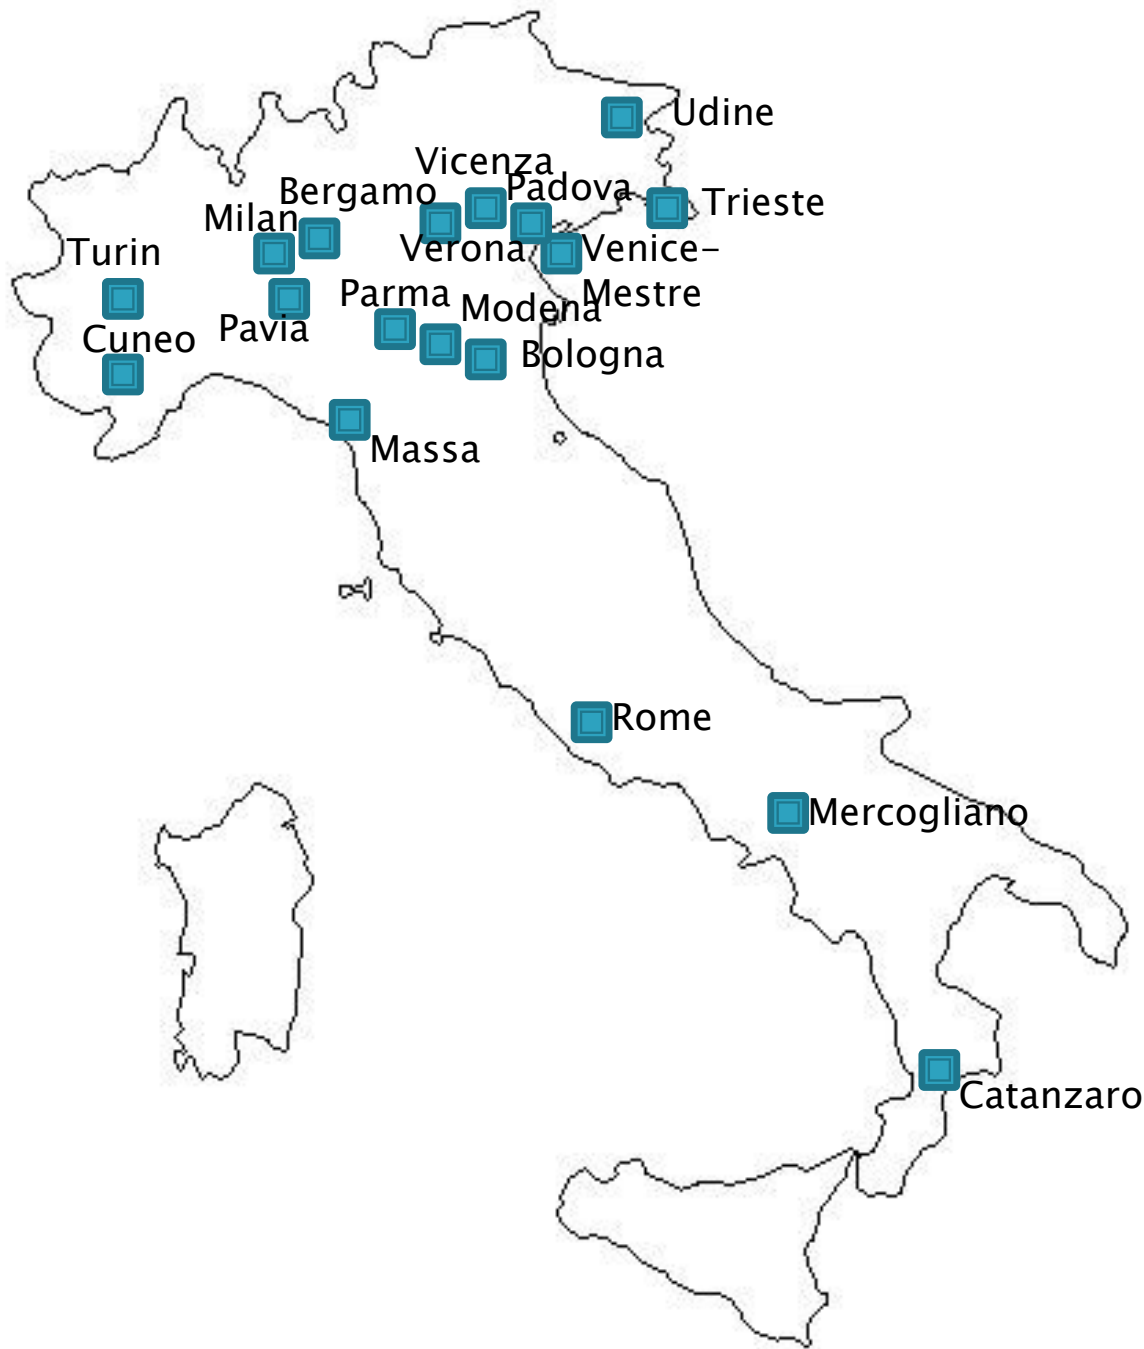 Udine
Vicenza
Padova
Bergamo
Trieste
Milan
Verona
Venice-
Mestre
Turin
Parma
Modena
Pavia
Cuneo
Bologna
Massa
Rome
Mercogliano
Catanzaro